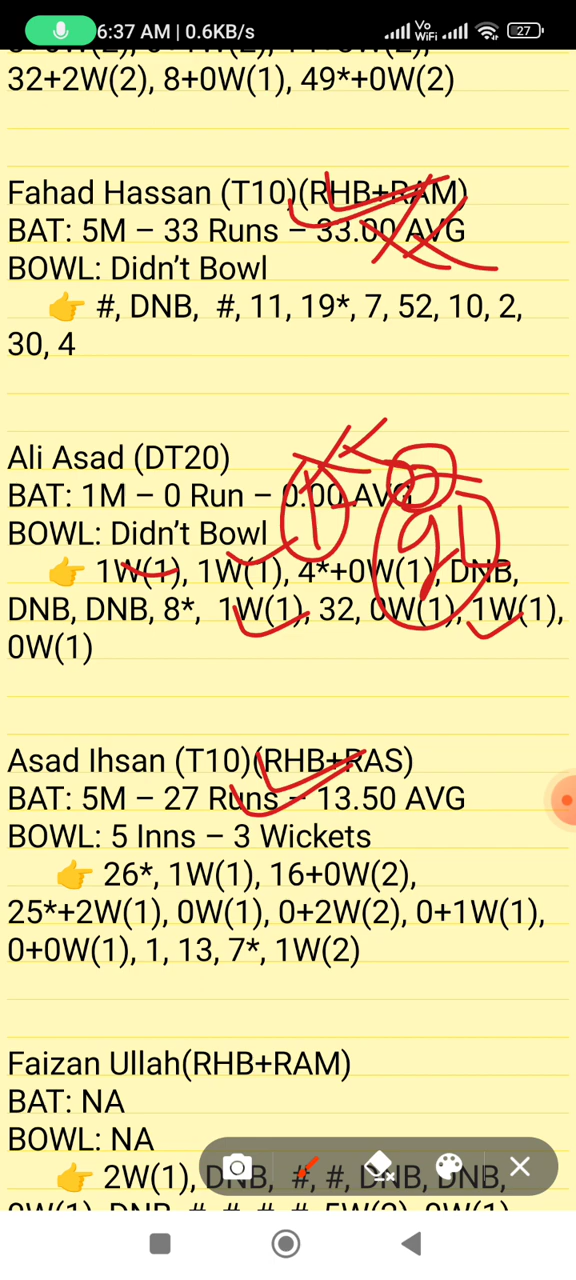 6:37 AM | 0.6KB/s
Vo
WiFi
27
32+2W(2), 8+0W(1), 49*+0W(2)
Fahad Hassan (T10)(RHB+RAM)
BAT: 5M – 33 Runs – 33.00 AVG
BOWL: Didn't Bowl
👉 #, DNB, #, 11, 19*, 7, 52, 10, 2,
30, 4
Ali Asad (DT20)
BAT: 1M – 0 Run – 0.00 AVG
BOWL: Didn't Bowl
👉 1W(1), 1W(1), 4*+0W(1), DNB,
DNB, DNB, 8*, 1W(1), 32, 0W(1), 1W(1),
0W(1)
Asad Ihsan (T10)(RHB+RAS)
BAT: 5M – 27 Runs – 13.50 AVG
BOWL: 5 Inns – 3 Wickets
👉 26*, 1W(1), 16+0W(2),
25*+2W(1), 0W(1), 0+2W(2), 0+1W(1),
0+0W(1), 1, 13, 7*, 1W(2)
Faizan Ullah(RHB+RAM)
BAT: NA
BOWL: NA
👉 2W(1), DNB, #, #, DNB, DNB,